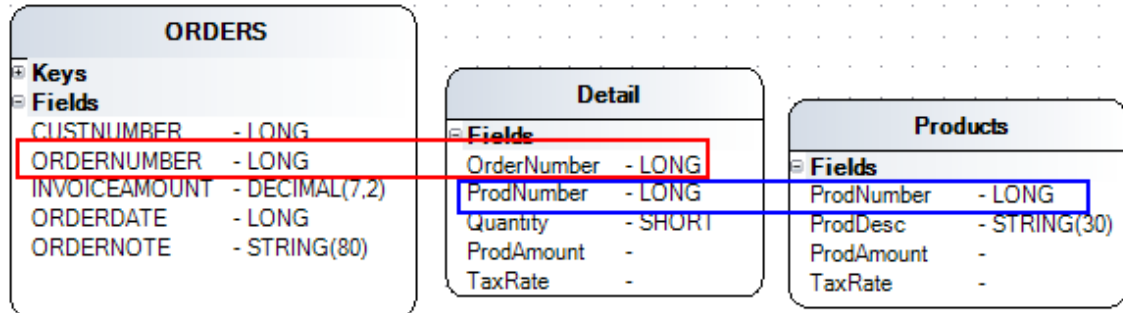 ORDERS
Keys
Fields
CUSTNUMBER - LONG
ORDERNUMBER - LONG
INVOICEAMOUNT - DECIMAL(7,2)
ORDERDATE - LONG
ORDERNOTE - STRING(80)
Detail
Fields
OrderNumber - LONG
ProdNumber - LONG
Quantity - SHORT
ProdAmount -
TaxRate -
Products
Fields
ProdNumber - LONG
ProdDesc - STRING(30)
ProdAmount -
TaxRate -